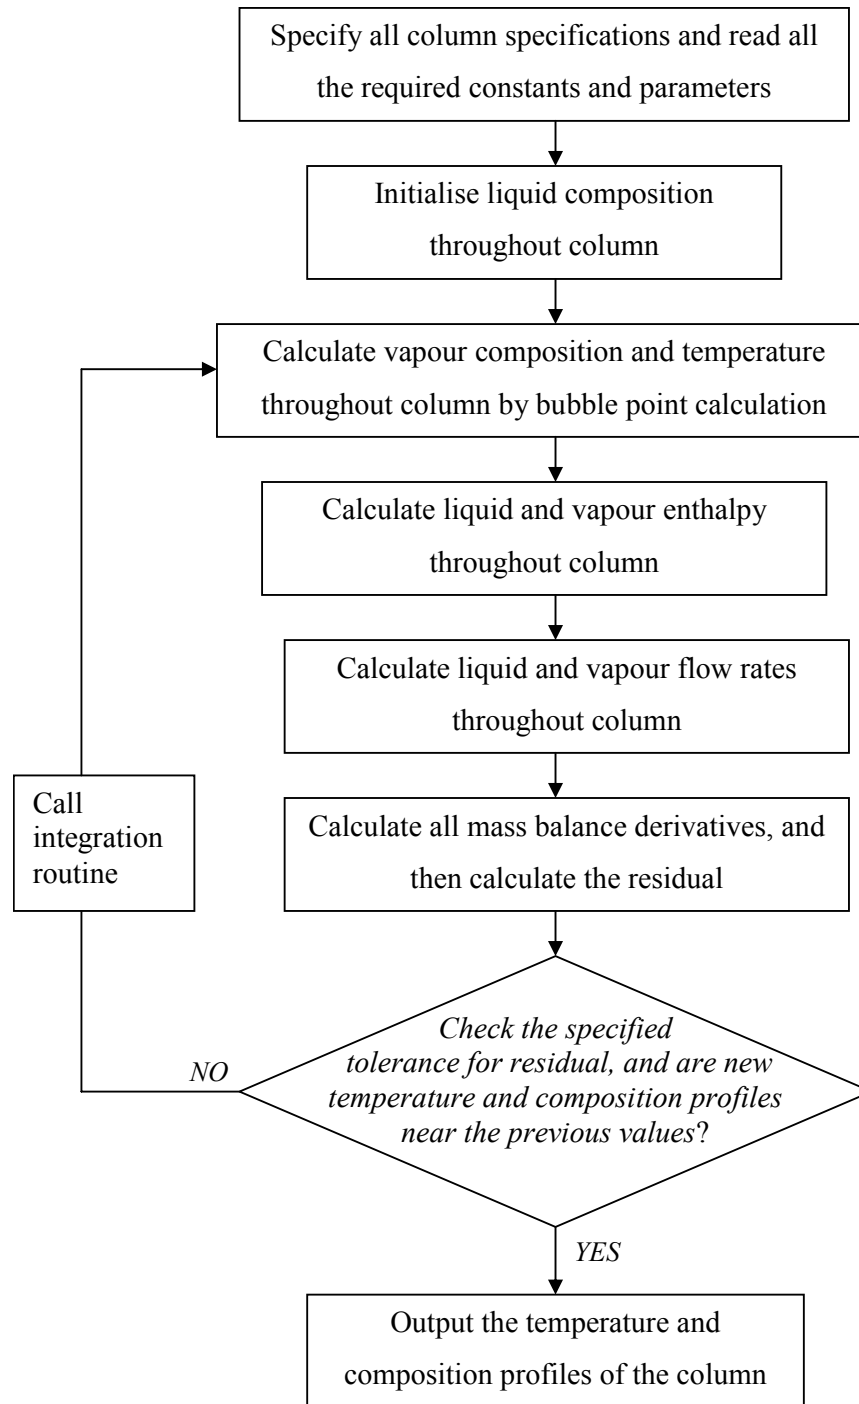 Specify all column specifications and read all
the required constants and parameters
Initialise liquid composition
throughout column
Calculate vapour composition and temperature
throughout column by bubble point calculation
Calculate liquid and vapour enthalpy
throughout column
Calculate liquid and vapour flow rates
throughout column
Call
integration
routine
Calculate all mass balance derivatives, and
then calculate the residual
Check the specified
tolerance for residual, and are new
temperature and composition profiles
near the previous values?
NO
YES
Output the temperature and
composition profiles of the column